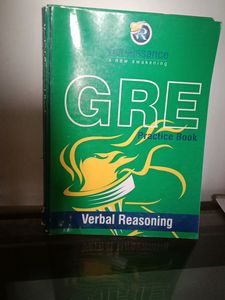 a new awakening
GRE
Practice Book
Verbal Reasoning